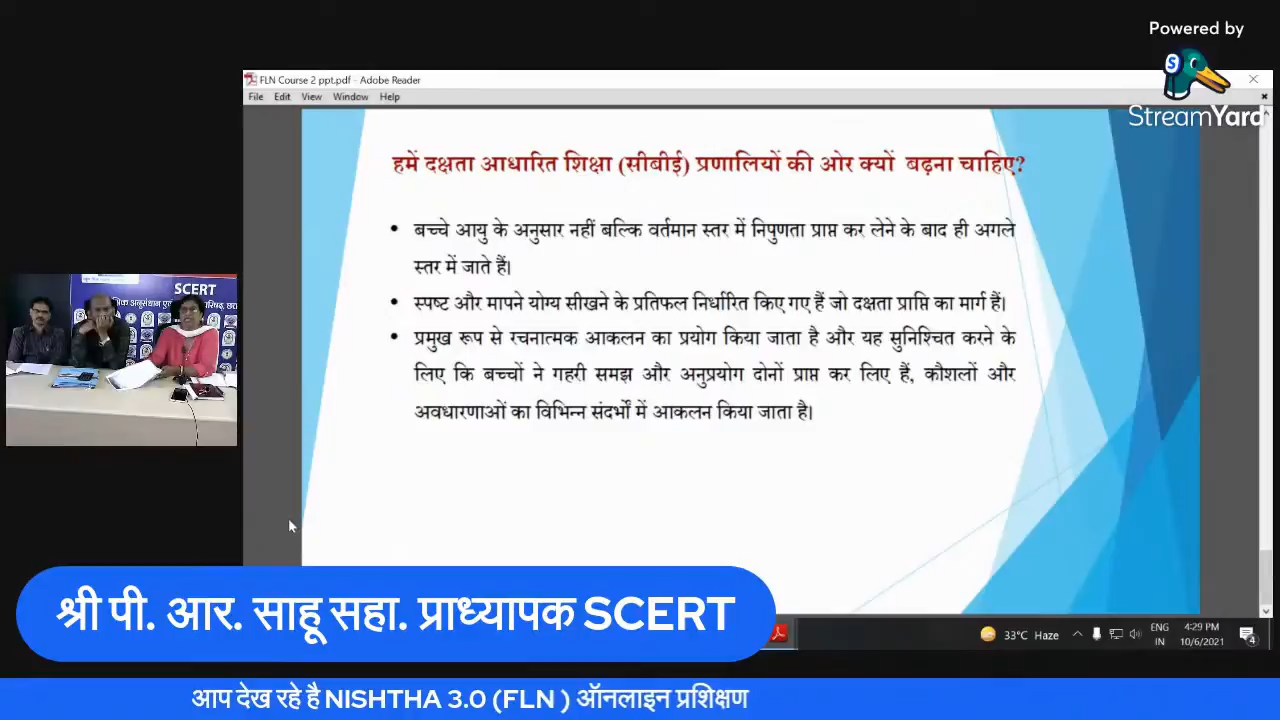 Powered by
StreamYard
FLN Course 2 ppt.pdf - Adobe Reader
File Edit View Window Help
हमें दक्षता आधारित शिक्षा (सीबीई) प्रणालियों की ओर क्यों बढ़ना चाहिए?
• बच्चे आयु के अनुसार नहीं बल्कि वर्तमान स्तर में निपुणता प्राप्त कर लेने के बाद ही अगले
स्तर में जाते हैं।
• स्पष्ट और मापने योग्य सीखने के प्रतिफल निर्धारित किए गए हैं जो दक्षता प्राप्ति का मार्ग हैं।
• प्रमुख रूप से रचनात्मक आकलन का प्रयोग किया जाता है और यह सुनिश्चित करने के
लिए कि बच्चों ने गहरी समझ और अनुप्रयोग दोनों प्राप्त कर लिए हैं, कौशलों और
अवधारणाओं का विभिन्न संदर्भों में आकलन किया जाता है।
SCERT
श्री पी. आर. साहू सहा. प्राध्यापक SCERT
33°C Haze
ENG
IN
4:29 PM
10/6/2021
4
आप देख रहे है NISHTHA 3.0 (FLN ) ऑनलाइन प्रशिक्षण